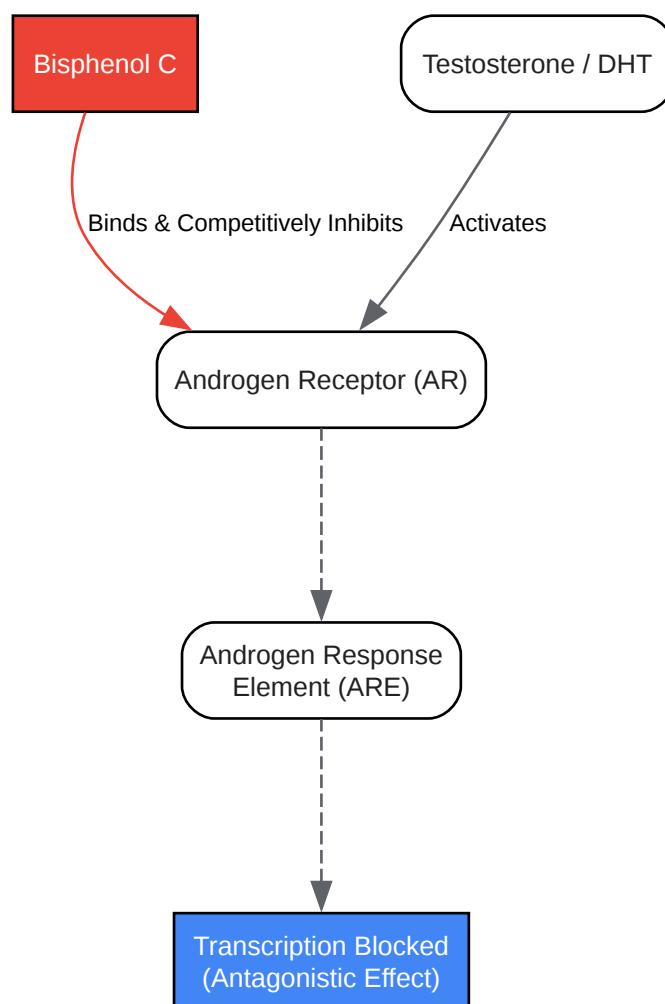 Bisphenol C
Testosterone / DHT
Binds & Competitively Inhibits
Activates
Androgen Receptor (AR)
Androgen Response
Element (ARE)
Transcription Blocked
(Antagonistic Effect)